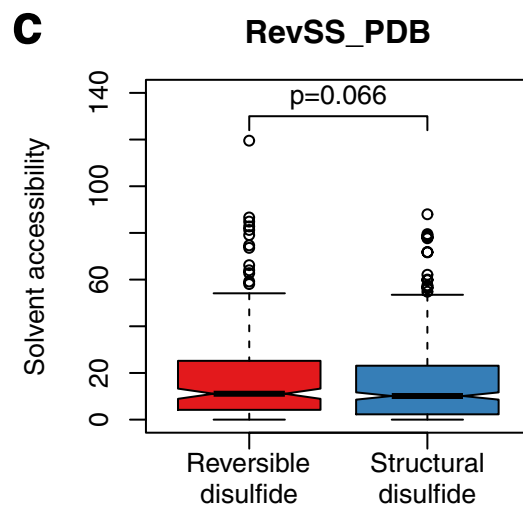 c
RevSS_PDB
p=0.066
140
100
60
20
0
Solvent accessibility
Reversible
disulfide
Structural
disulfide